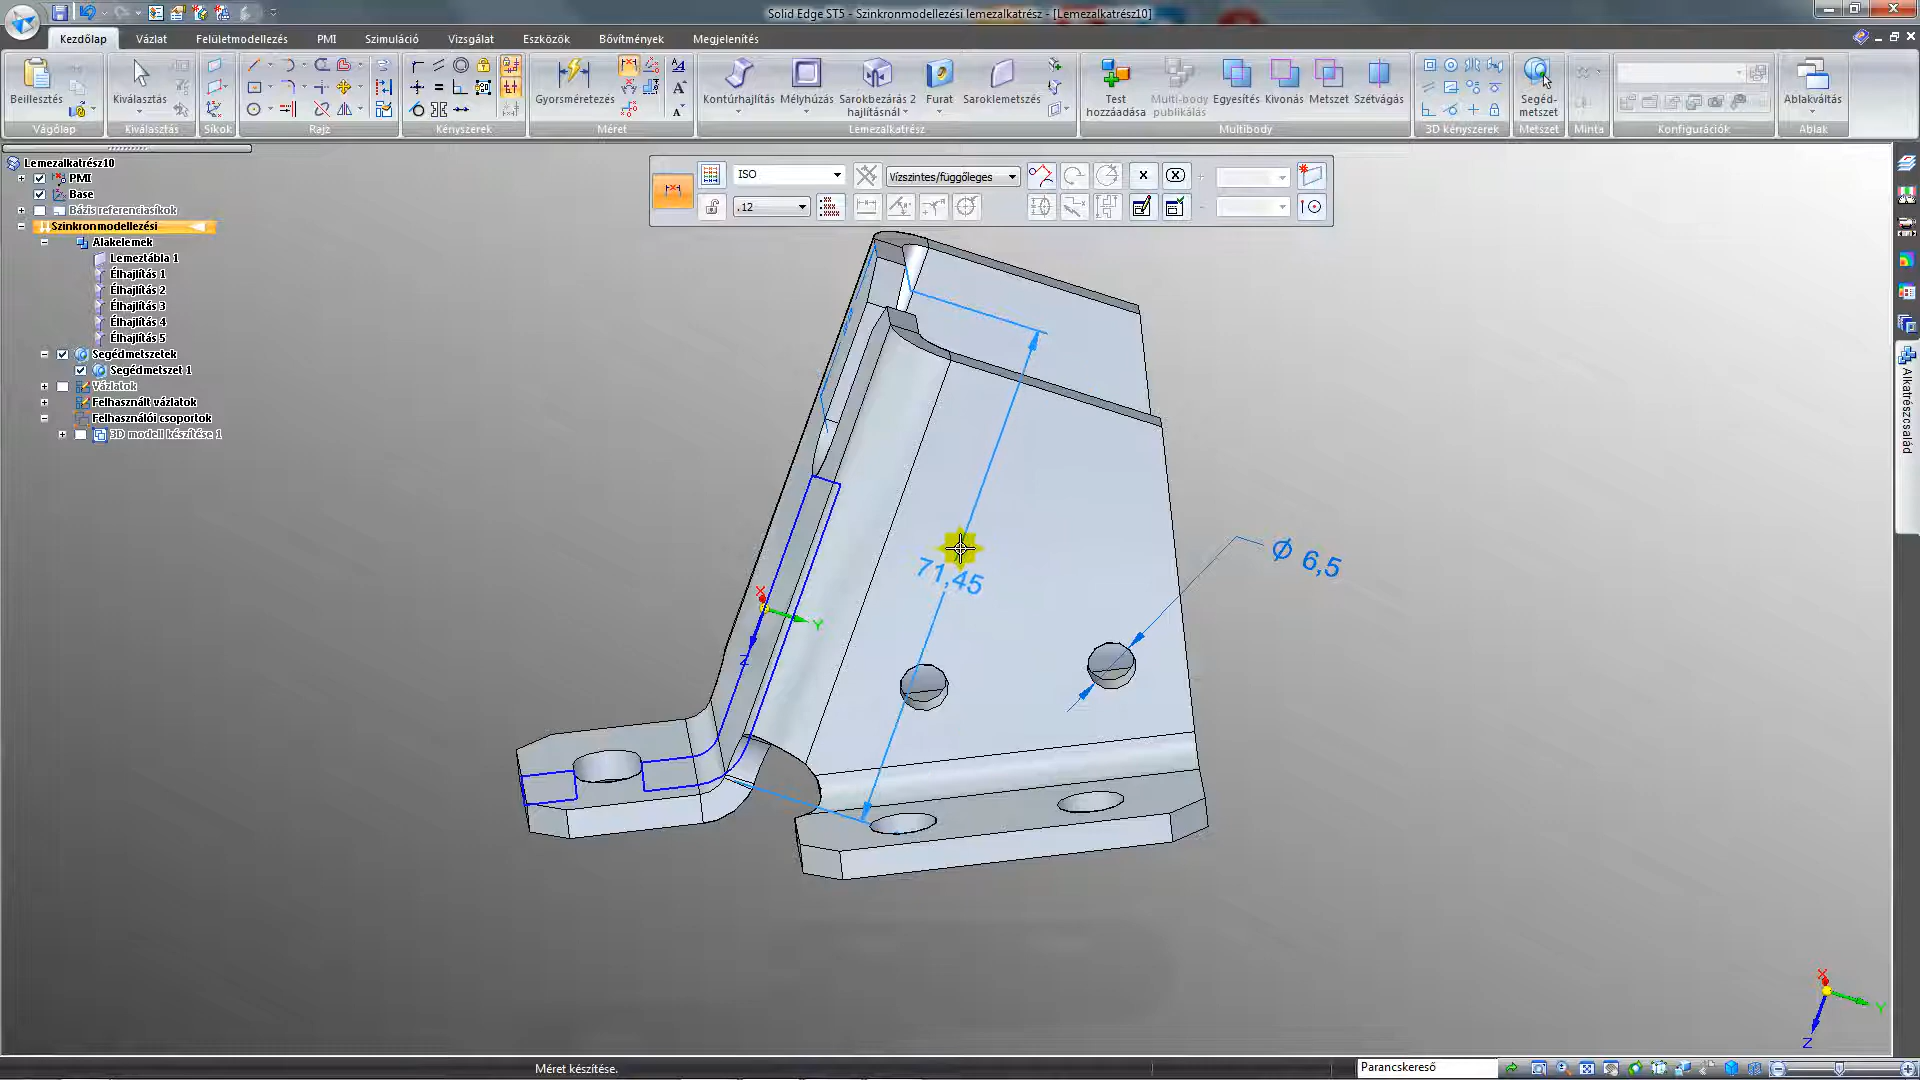 Solid Edge ST5 - Szinkronmodellezési lemezalkatrész - [Lemezalkatrész10]
Kezdőlap Vázlat Felületmodellezés PMI Szimuláció Vizsgálat Eszközök Bővítmények Megjelenítés
Beillesztés Kiválasztás Gyorsméretezés Kontúrhajlítás Mélyhúzás Sarokbezárás 2 hajlításnál Furat Saroklemetszés Test hozzáadása Multi-body publikálás Egyesítés Kivonás Metszet Szétvágás Segéd-metszet Ablakváltás
Vágólap Kiválasztás Síkok Rajz Kényszerek Méret Lemezalkatrész Multibody 3D kényszerek Metszet Minta Konfigurációk Ablak
ISO Vízszintes/függőleges
.12
Lemezalkatrész10
PMI
Base
Bázis referenciasíkok
Szinkronmodellezési
Alakelemek
Lemeztábla 1
Élhajlítás 1
Élhajlítás 2
Élhajlítás 3
Élhajlítás 4
Élhajlítás 5
Segédmetszetek
Segédmetszet 1
Vázlatok
Felhasznált vázlatok
Felhasználói csoportok
3D modell készítése 1
Alkatrészcsalád
71,45
Ø 6,5
X
Y
Z
X
Y
Z
Méret készítése.
Parancskereső